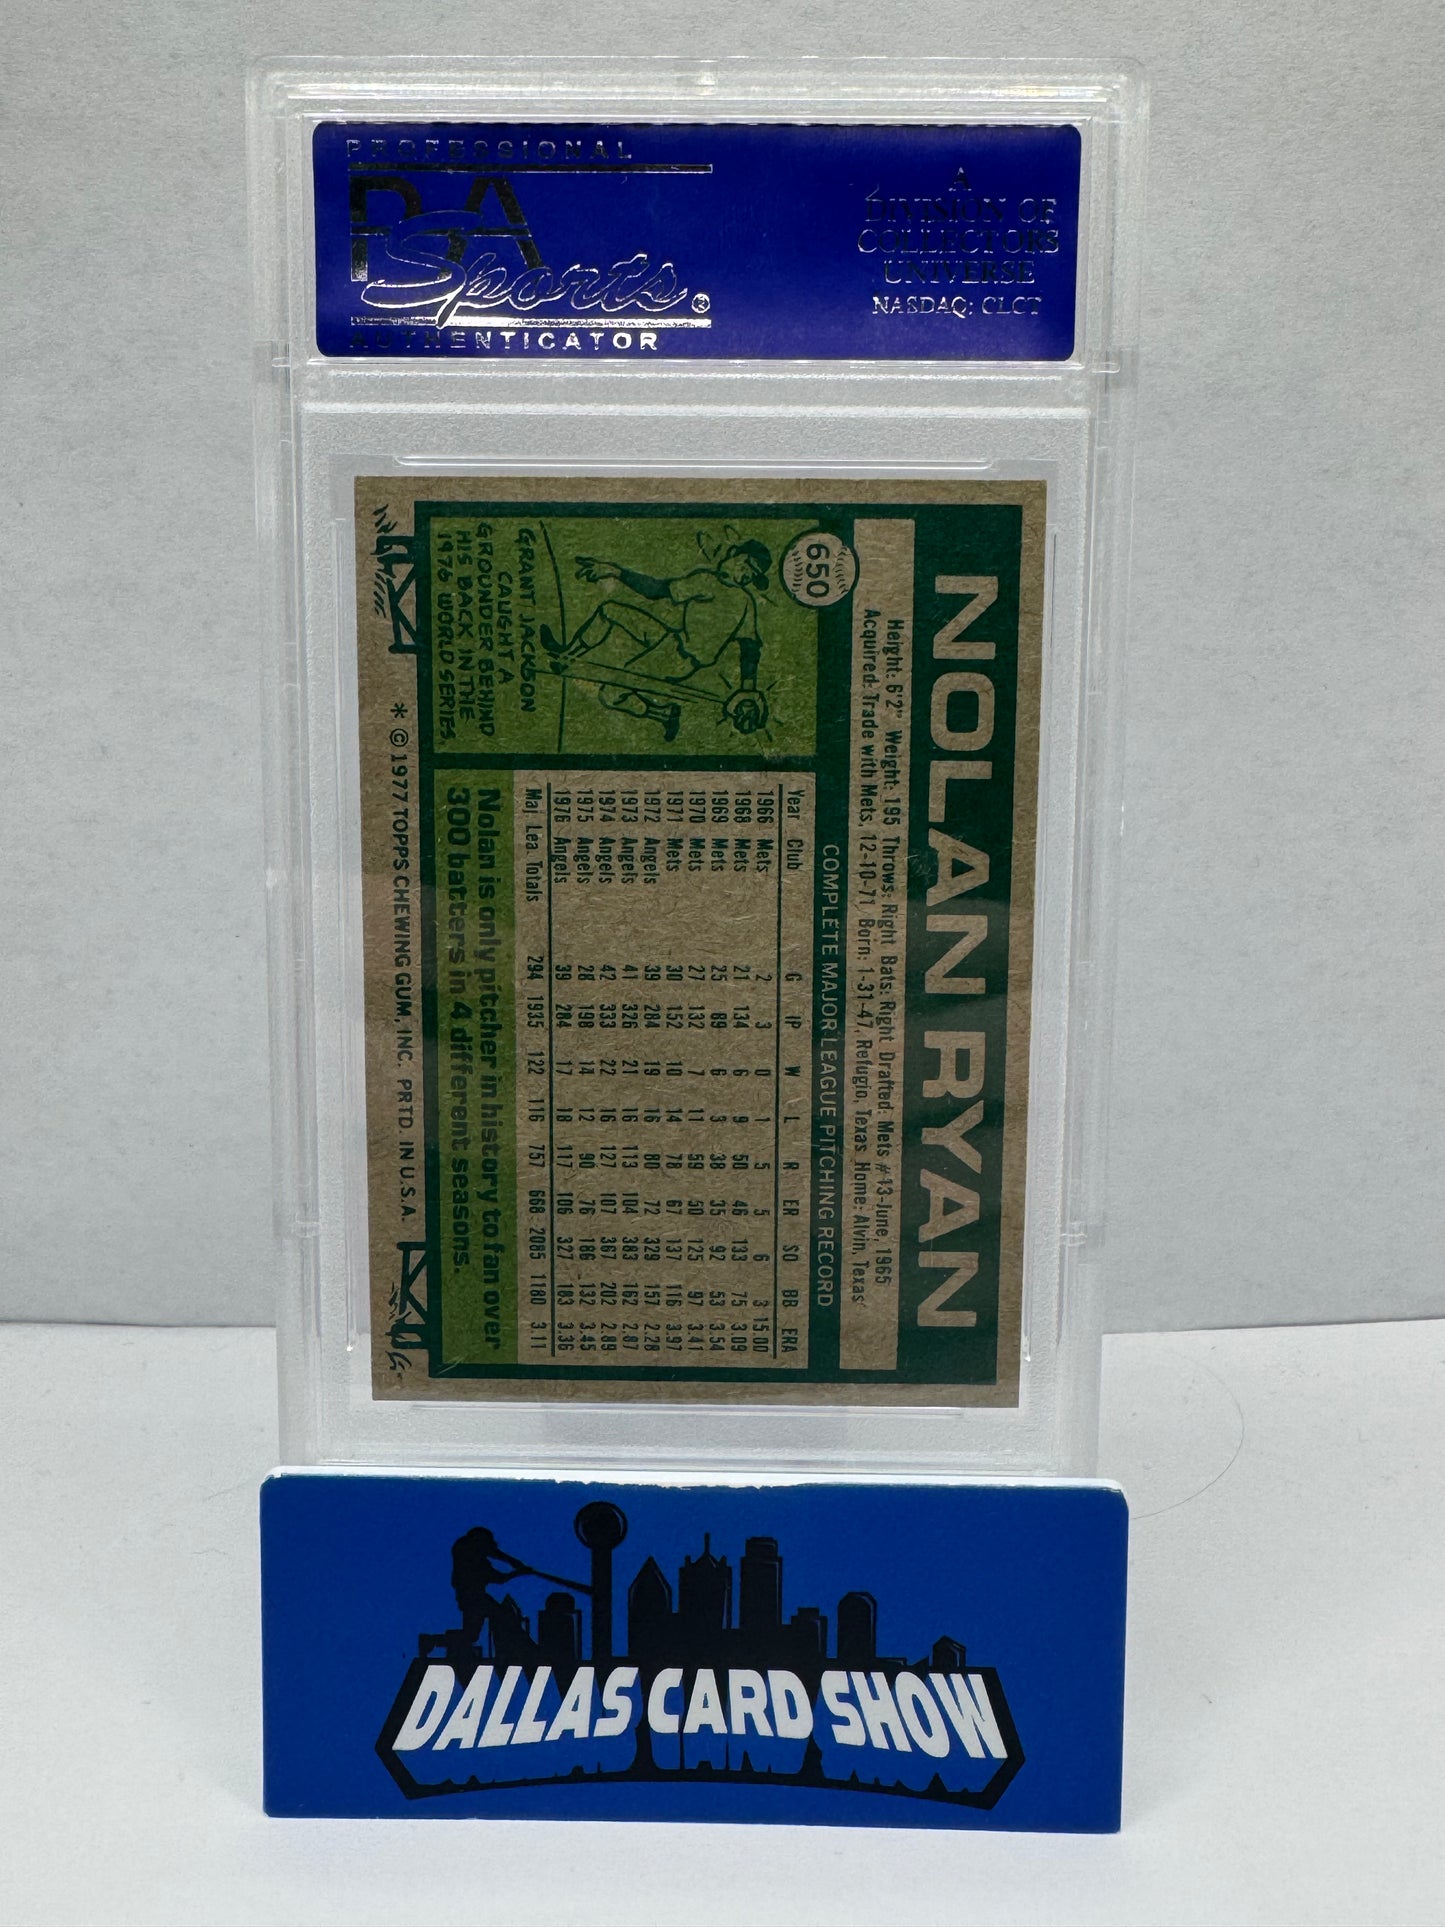 PROFESSIONAL
PSA
Sports ®
AUTHENTICATOR
A
DIVISION OF
COLLECTORS
UNIVERSE
NASDAQ: CLCT
NOLAN RYAN
Height: 6'2" Weight: 195 Throws: Right Bats: Right Drafted: Mets #13-June, 1965
Acquired: Trade with Mets, 12-10-71 Born: 1-31-47, Refugio, Texas Home: Alvin, Texas
650
COMPLETE MAJOR LEAGUE PITCHING RECORD
Year Club G IP W L R ER SO BB ERA
1966 Mets 2 3 0 1 5 5 6 3 15.00
1968 Mets 21 134 6 9 50 46 133 75 3.09
1969 Mets 25 89 6 3 38 35 92 53 3.54
1970 Mets 27 132 7 11 59 50 125 97 3.41
1971 Mets 30 152 10 14 78 67 137 116 3.97
1972 Angels 39 284 19 16 80 72 329 157 2.28
1973 Angels 41 326 21 16 113 104 383 162 2.87
1974 Angels 42 333 22 16 127 107 367 202 2.89
1975 Angels 28 198 14 12 90 76 186 132 3.45
1976 Angels 39 284 17 18 117 106 327 183 3.36
Maj. Lea. Totals 294 1935 122 116 757 668 2085 1180 3.11
GRANT JACKSON
CAUGHT A
GROUNDER BEHIND
HIS BACK IN THE
1976 WORLD SERIES.
Nolan is only pitcher in history to fan over
300 batters in 4 different seasons.
* © 1977 TOPPS CHEWING GUM, INC. PRTD. IN U.S.A.
DALLAS CARD SHOW